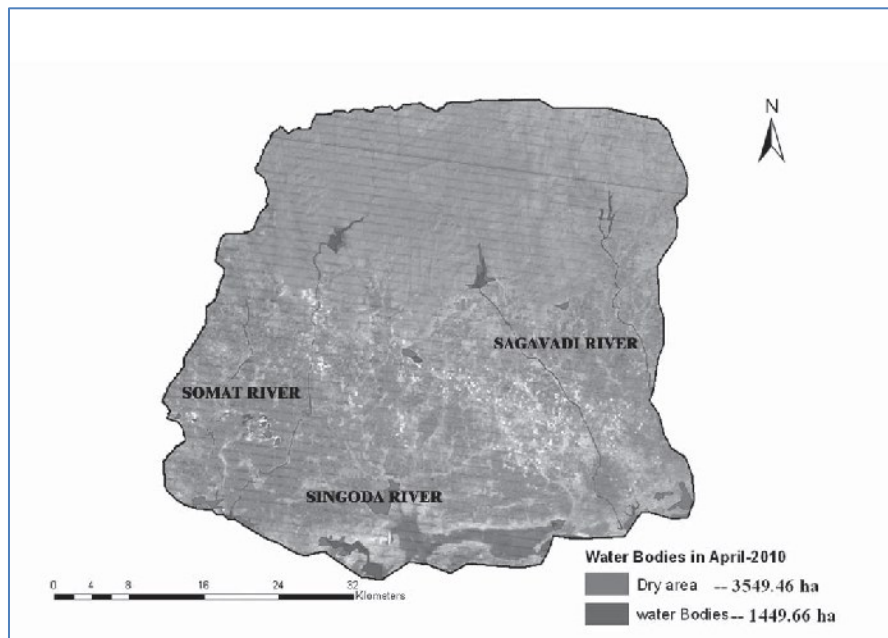 N
SAGAVADI RIVER
SOMAT RIVER
SINGODA RIVER
Water Bodies in April-2010
Dry area -- 3549.46 ha
water Bodies-- 1449.66 ha
0 4 8 16 24 32
Kilometers